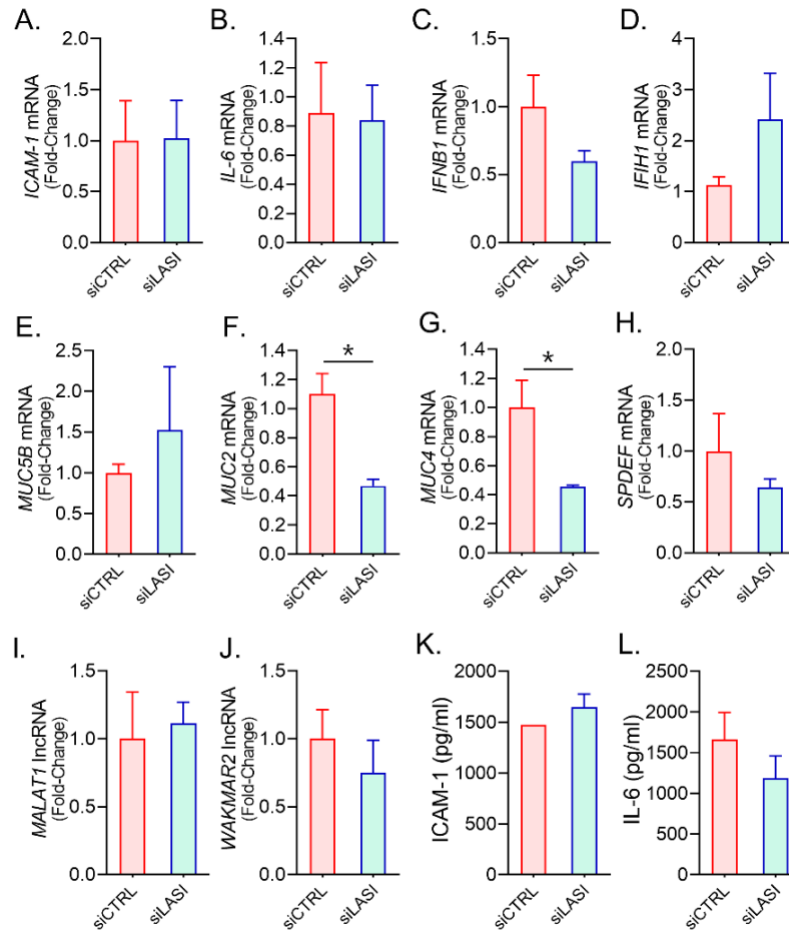 A.
ICAM-1 mRNA
(Fold-Change)
2.0
1.5
1.0
0.5
0.0
siCTRL
siLASI
B.
IL-6 mRNA
(Fold-Change)
1.4
1.2
1.0
0.8
0.6
0.4
0.2
0.0
siCTRL
siLASI
C.
IFNB1 mRNA
(Fold-Change)
1.5
1.0
0.5
0.0
siCTRL
siLASI
D.
IFIH1 mRNA
(Fold-Change)
4
3
2
1
0
siCTRL
siLASI
E.
MUC5B mRNA
(Fold-Change)
2.5
2.0
1.5
1.0
0.5
0.0
siCTRL
siLASI
F.
MUC2 mRNA
(Fold-Change)
1.4
1.2
1.0
0.8
0.6
0.4
0.2
0.0
*
siCTRL
siLASI
G.
MUC4 mRNA
(Fold-Change)
1.4
1.2
1.0
0.8
0.6
0.4
0.2
0.0
*
siCTRL
siLASI
H.
SPDEF mRNA
(Fold-Change)
2.0
1.5
1.0
0.5
0.0
siCTRL
siLASI
I.
MALAT1 lncRNA
(Fold-Change)
1.5
1.0
0.5
0.0
siCTRL
siLASI
J.
WAKMAR2 lncRNA
(Fold-Change)
1.5
1.0
0.5
0.0
siCTRL
siLASI
K.
ICAM-1 (pg/ml)
2000
1500
1000
500
0
siCTRL
siLASI
L.
IL-6 (pg/ml)
2500
2000
1500
1000
500
0
siCTRL
siLASI